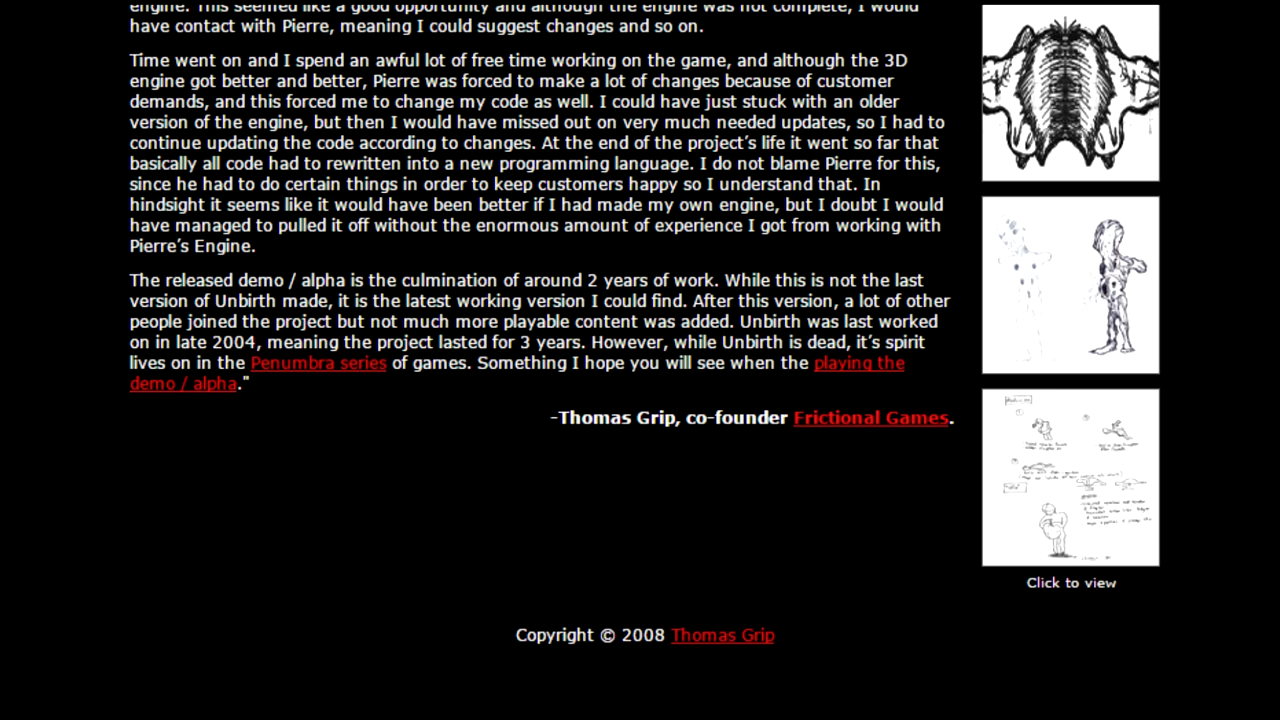 engine. This seemed like a good opportunity and although the engine was not complete, I would
have contact with Pierre, meaning I could suggest changes and so on.
Time went on and I spend an awful lot of free time working on the game, and although the 3D
engine got better and better, Pierre was forced to make a lot of changes because of customer
demands, and this forced me to change my code as well. I could have just stuck with an older
version of the engine, but then I would have missed out on very much needed updates, so I had to
continue updating the code according to changes. At the end of the project's life it went so far that
basically all code had to rewritten into a new programming language. I do not blame Pierre for this,
since he had to do certain things in order to keep customers happy so I understand that. In
hindsight it seems like it would have been better if I had made my own engine, but I doubt I would
have managed to pulled it off without the enormous amount of experience I got from working with
Pierre's Engine.
The released demo / alpha is the culmination of around 2 years of work. While this is not the last
version of Unbirth made, it is the latest working version I could find. After this version, a lot of other
people joined the project but not much more playable content was added. Unbirth was last worked
on in late 2004, meaning the project lasted for 3 years. However, while Unbirth is dead, it's spirit
lives on in the Penumbra series of games. Something I hope you will see when the playing the
demo / alpha."
-Thomas Grip, co-founder Frictional Games.
Click to view
Copyright © 2008 Thomas Grip